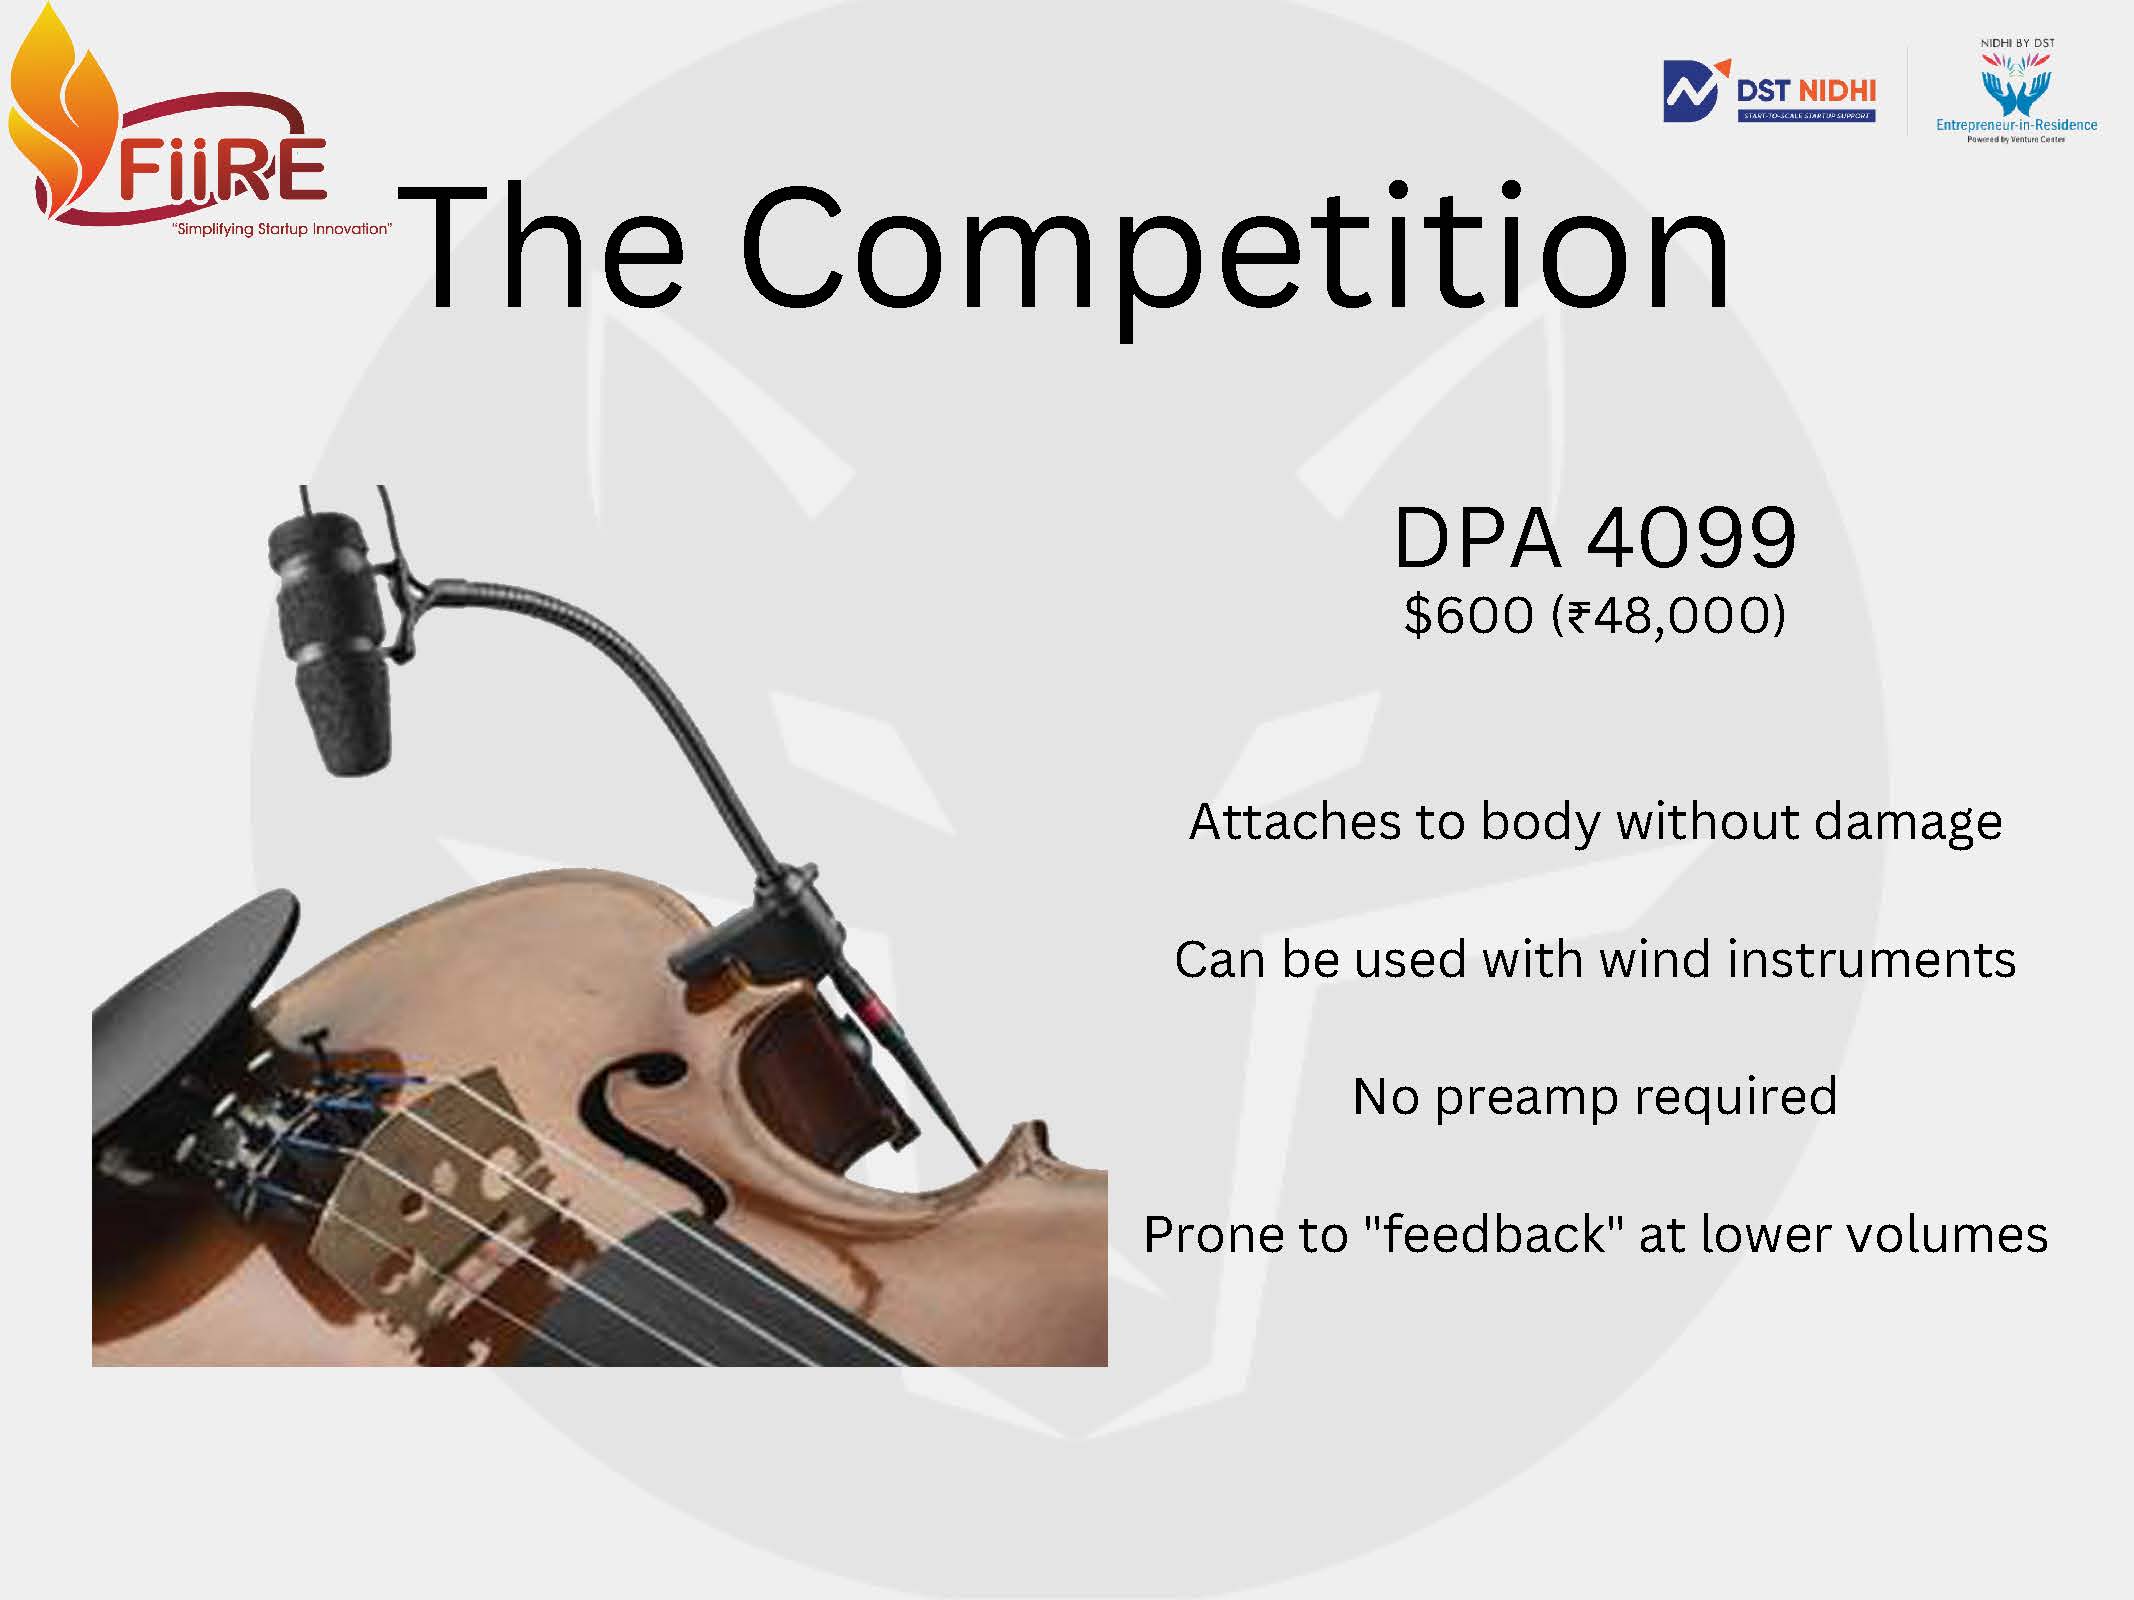 FiiRE
"Simplifying Startup Innovation"
DST NIDHI
START-TO-SCALE STARTUP SUPPORT
NIDHI BY DST
Entrepreneur-in-Residence
Powered by Venture Center
The Competition
DPA 4099
$600 (₹48,000)
Attaches to body without damage
Can be used with wind instruments
No preamp required
Prone to "feedback" at lower volumes